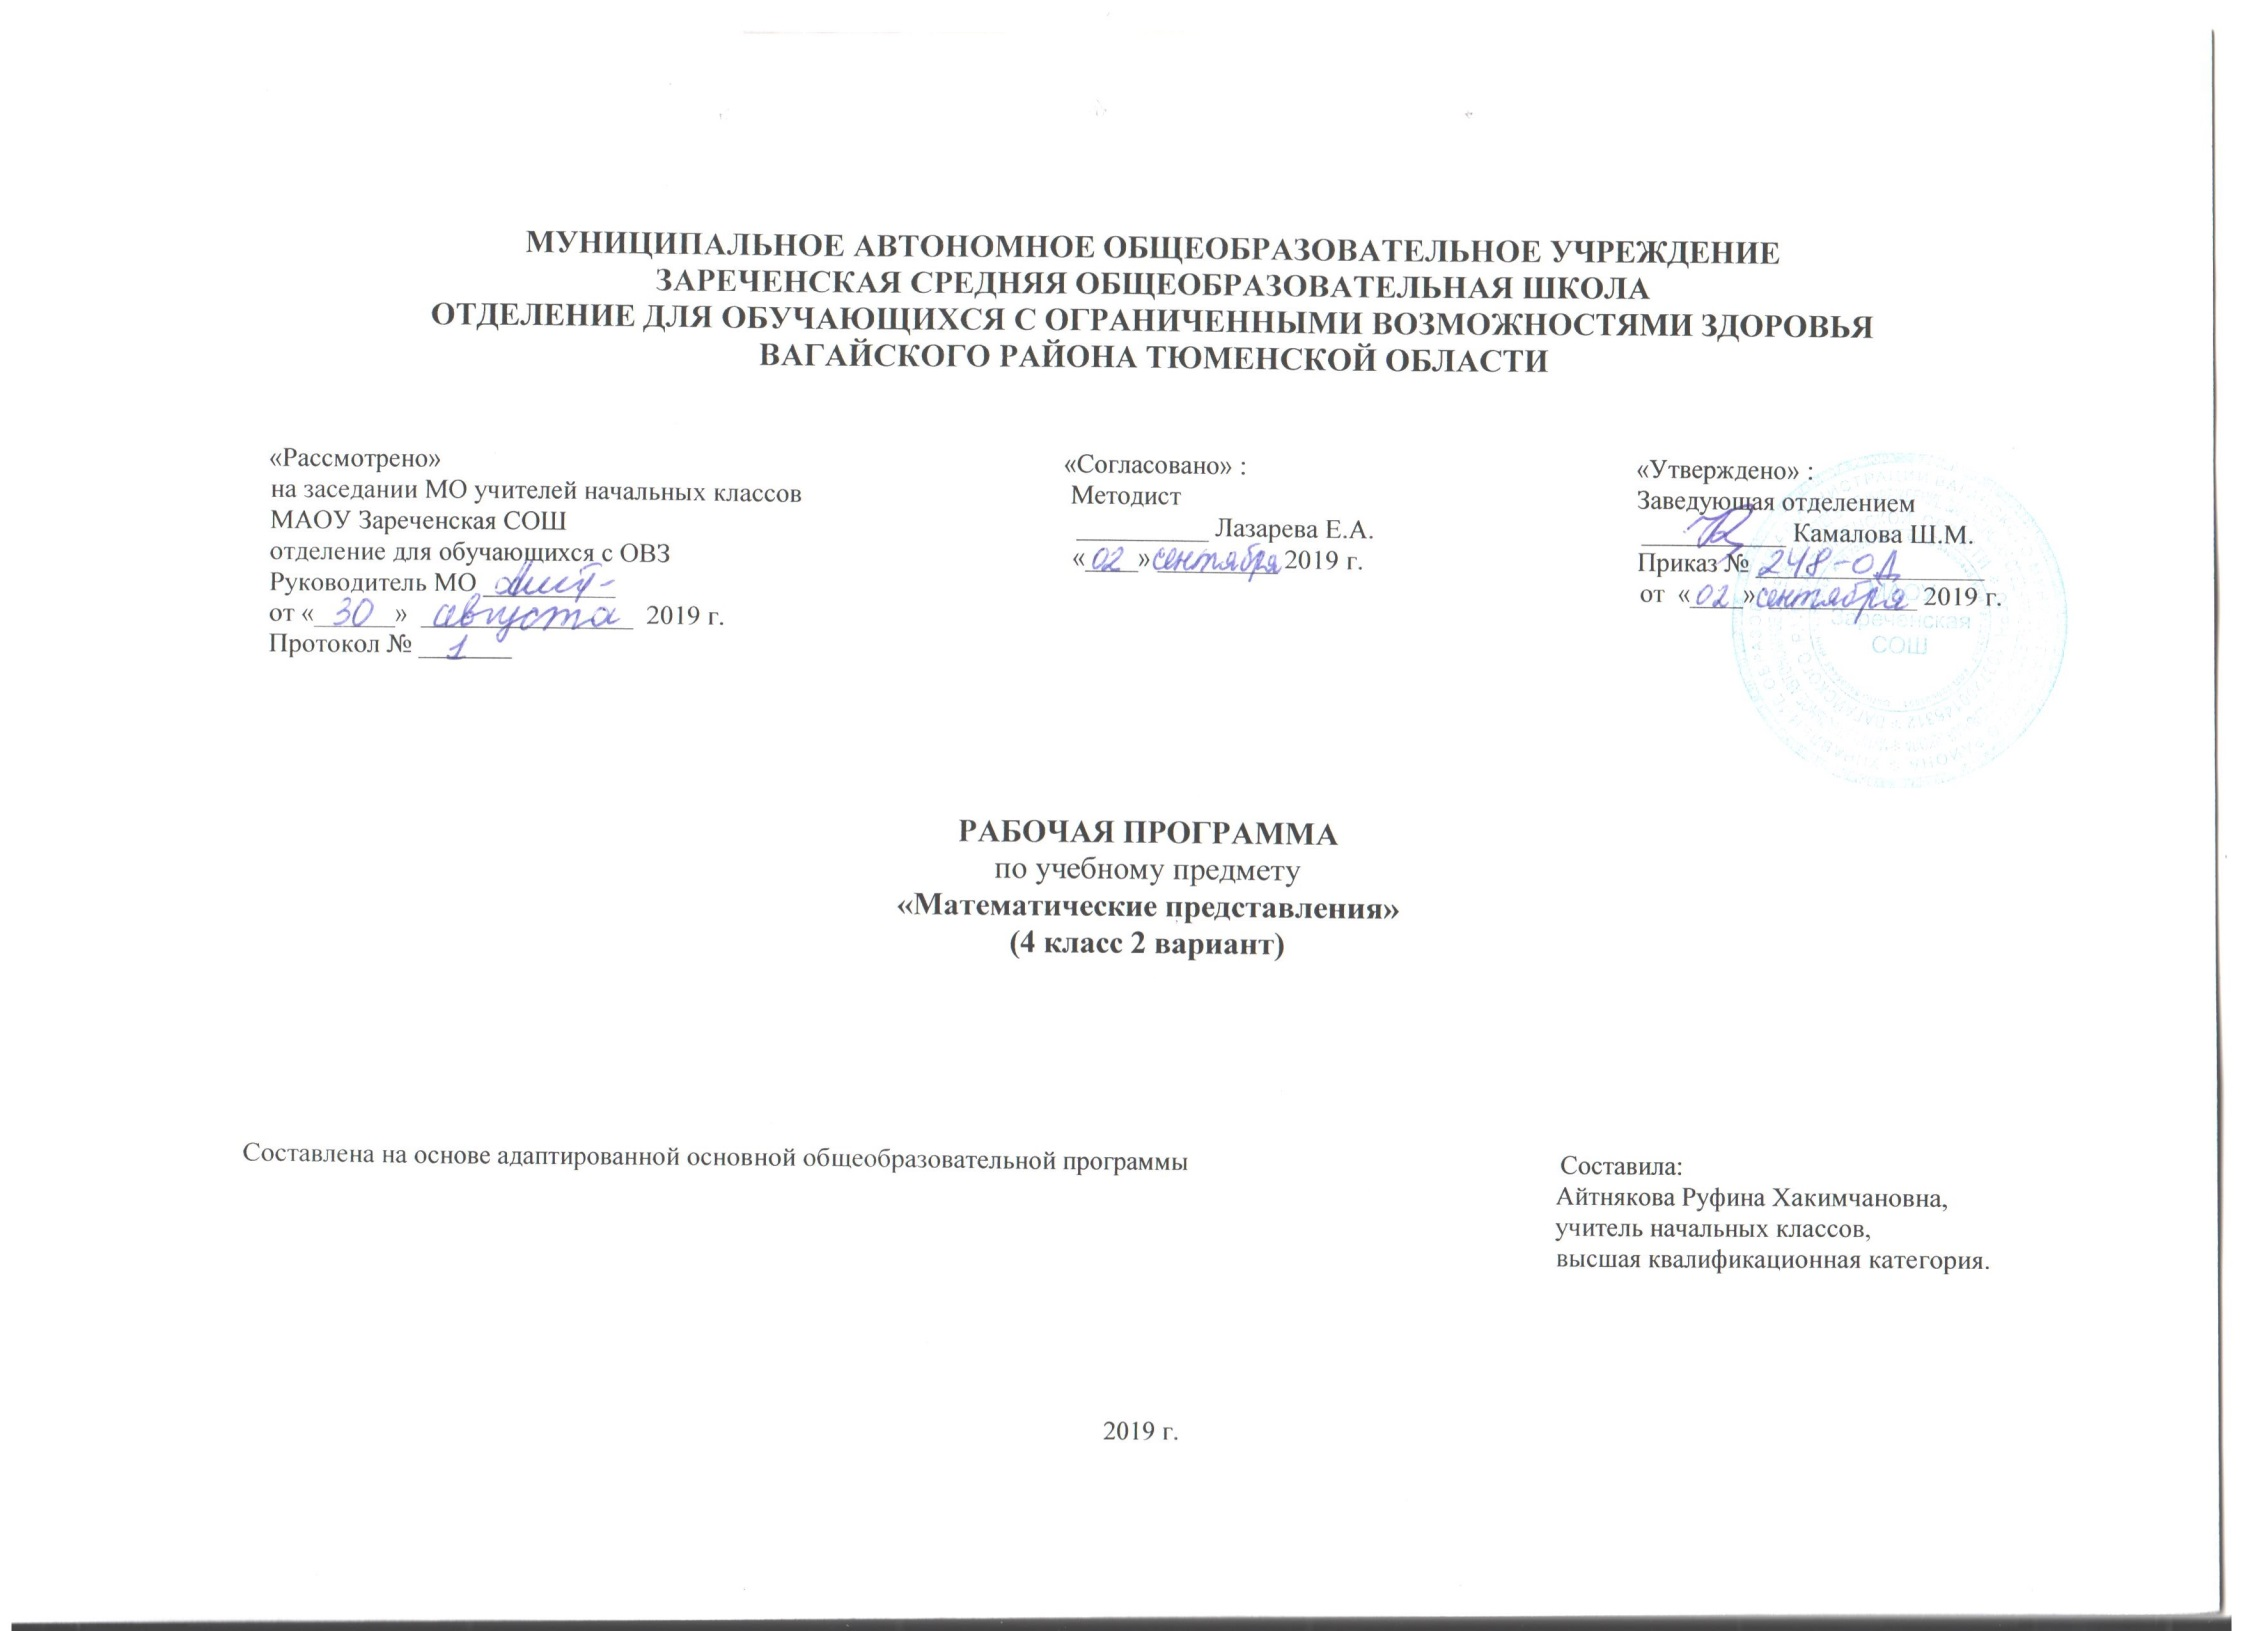 МУНИЦИПАЛЬНОЕ АВТОНОМНОЕ ОБЩЕОБРАЗОВАТЕЛЬНОЕ УЧРЕЖДЕНИЕ
ЗАРЕЧЕНСКАЯ СРЕДНЯЯ ОБЩЕОБРАЗОВАТЕЛЬНАЯ ШКОЛА
ОТДЕЛЕНИЕ ДЛЯ ОБУЧАЮЩИХСЯ С ОГРАНИЧЕННЫМИ ВОЗМОЖНОСТЯМИ ЗДОРОВЬЯ
ВАГАЙСКОГО РАЙОНА ТЮМЕНСКОЙ ОБЛАСТИ
«Рассмотрено»
на заседании МО учителей начальных классов
МАОУ Зареченская СОШ
отделение для обучающихся с ОВЗ
Руководитель МО
от «30» августа 2019 г.
Протокол № 1
«Согласовано» :
Методист
Лазарева Е.А.
«02» сентября 2019 г.
«Утверждено» :
Заведующая отделением
Камалова Ш.М.
Приказ № 248-ОД
от «02» сентября 2019 г.
Зареченская
СОШ
РАБОЧАЯ ПРОГРАММА
по учебному предмету
«Математические представления»
(4 класс 2 вариант)
Составлена на основе адаптированной основной общеобразовательной программы
Составила:
Айтнякова Руфина Хакимчановна,
учитель начальных классов,
высшая квалификационная категория.
2019 г.